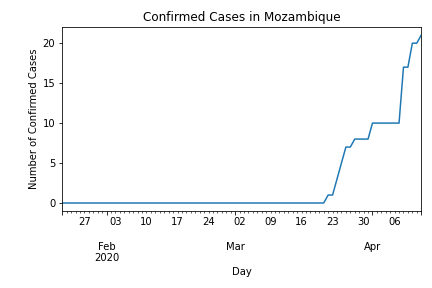 Confirmed Cases in Mozambique
20
15
10
5
0
Number of Confirmed Cases
27 03 10 17 24 02 09 16 23 30 06
Feb Mar Apr
2020
Day